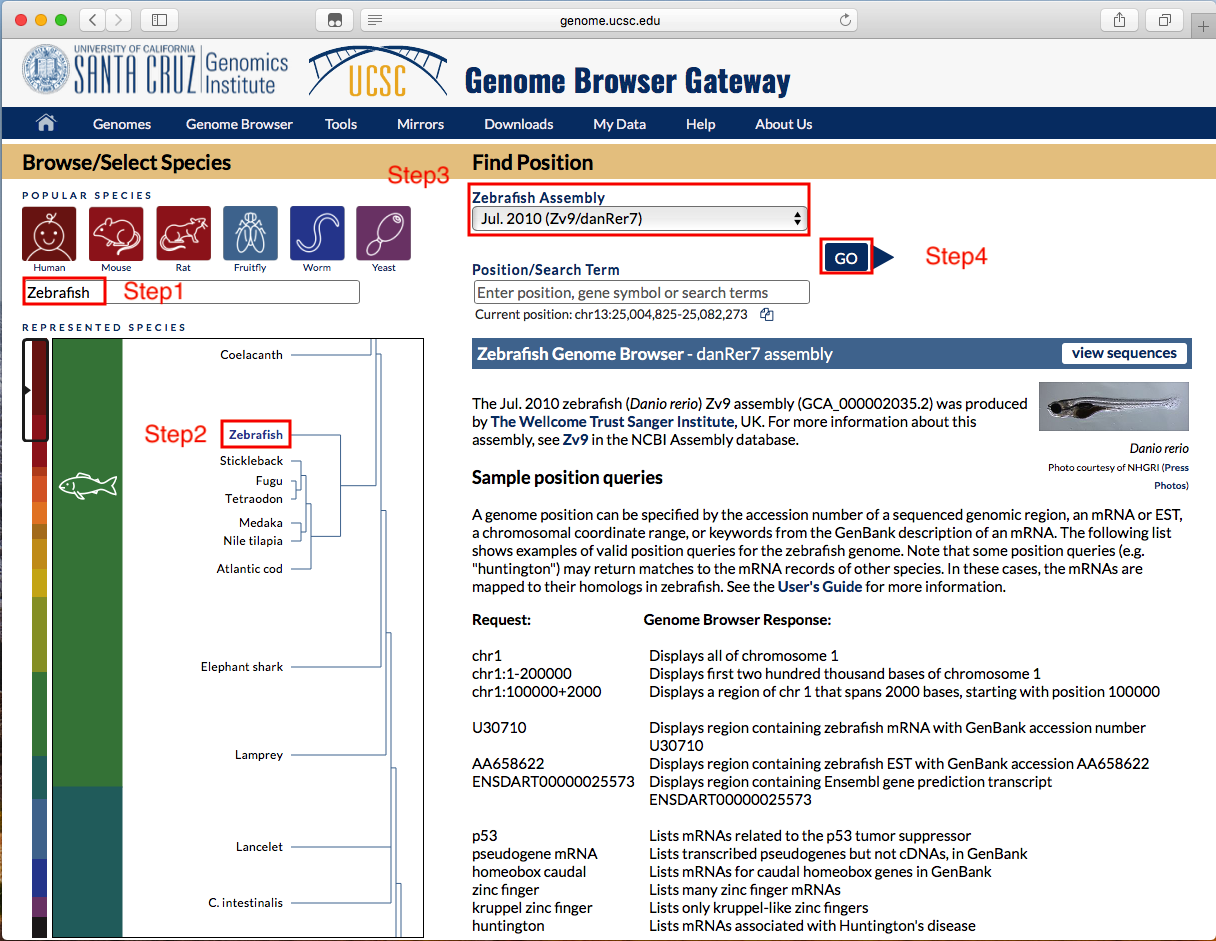 genome.ucsc.edu
UNIVERSITY OF CALIFORNIA
SANTA CRUZ
Genomics
Institute
UCSC
Genome Browser Gateway
Genomes
Genome Browser
Tools
Mirrors
Downloads
My Data
Help
About Us
Browse/Select Species
POPULAR SPECIES
Human
Mouse
Rat
Fruitfly
Worm
Yeast
Zebrafish
Step1
REPRESENTED SPECIES
Coelacanth
Step2
Zebrafish
Stickleback
Fugu
Tetraodon
Medaka
Nile tilapia
Atlantic cod
Elephant shark
Lamprey
Lancelet
C. intestinalis
Find Position
Step3
Zebrafish Assembly
Jul. 2010 (Zv9/danRer7)
GO
Step4
Position/Search Term
Enter position, gene symbol or search terms
Current position: chr13:25,004,825-25,082,273
Zebrafish Genome Browser - danRer7 assembly
view sequences
The Jul. 2010 zebrafish (Danio rerio) Zv9 assembly (GCA_000002035.2) was produced
by The Wellcome Trust Sanger Institute, UK. For more information about this
assembly, see Zv9 in the NCBI Assembly database.
Danio rerio
Photo courtesy of NHGRI (Press
Photos)
Sample position queries
A genome position can be specified by the accession number of a sequenced genomic region, an mRNA or EST,
a chromosomal coordinate range, or keywords from the GenBank description of an mRNA. The following list
shows examples of valid position queries for the zebrafish genome. Note that some position queries (e.g.
"huntington") may return matches to the mRNA records of other species. In these cases, the mRNAs are
mapped to their homologs in zebrafish. See the User's Guide for more information.
Request: Genome Browser Response:
chr1 Displays all of chromosome 1
chr1:1-200000 Displays first two hundred thousand bases of chromosome 1
chr1:100000+2000 Displays a region of chr 1 that spans 2000 bases, starting with position 100000
U30710 Displays region containing zebrafish mRNA with GenBank accession number
U30710
AA658622 Displays region containing zebrafish EST with GenBank accession AA658622
ENSDART00000025573 Displays region containing Ensembl gene prediction transcript
ENSDART00000025573
p53 Lists mRNAs related to the p53 tumor suppressor
pseudogene mRNA Lists transcribed pseudogenes but not cDNAs, in GenBank
homeobox caudal Lists mRNAs for caudal homeobox genes in GenBank
zinc finger Lists many zinc finger mRNAs
kruppel zinc finger Lists only kruppel-like zinc fingers
huntington Lists mRNAs associated with Huntington's disease